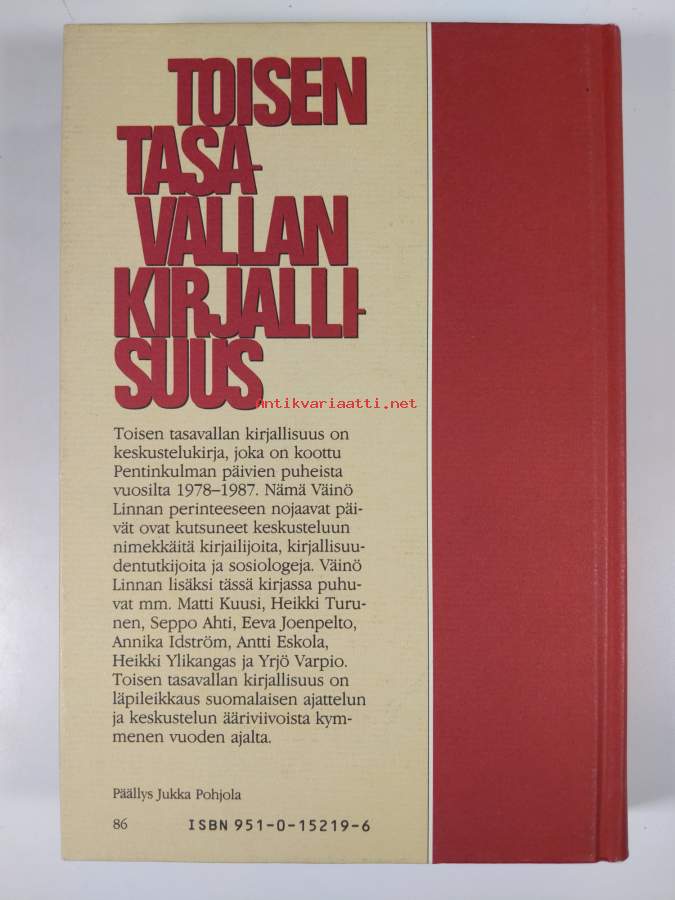 TOISEN
TASA-
VALLAN
KIRJALLI-
SUUS
antikvariaatti.net
Toisen tasavallan kirjallisuus on
keskustelukirja, joka on koottu
Pentinkulman päivien puheista
vuosilta 1978–1987. Nämä Väinö
Linnan perinteeseen nojaavat päi-
vät ovat kutsuneet keskusteluun
nimekkäitä kirjailijoita, kirjallisuu-
dentutkijoita ja sosiologeja. Väinö
Linnan lisäksi tässä kirjassa puhu-
vat mm. Matti Kuusi, Heikki Turu-
nen, Seppo Ahti, Eeva Joenpelto,
Annika Idström, Antti Eskola,
Heikki Ylikangas ja Yrjö Varpio.
Toisen tasavallan kirjallisuus on
läpileikkaus suomalaisen ajattelun
ja keskustelun ääriviivoista kym-
menen vuoden ajalta.
Päällys Jukka Pohjola
86 ISBN 951-0-15219-6